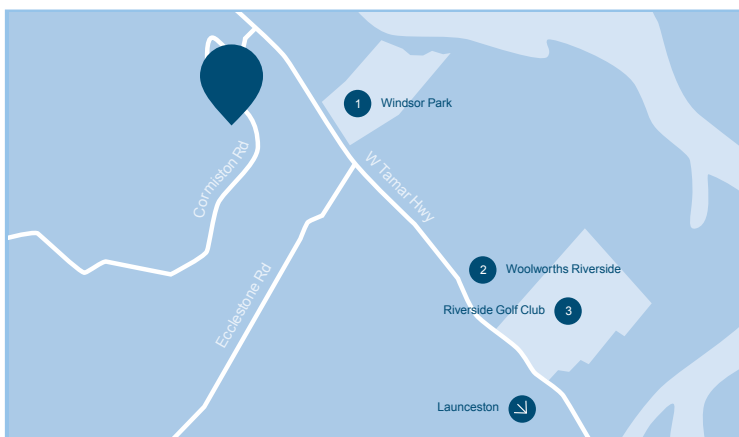 1 Windsor Park
Cormiston Rd
W Tamar Hwy
Ecclestone Rd
2 Woolworths Riverside
Riverside Golf Club 3
Launceston